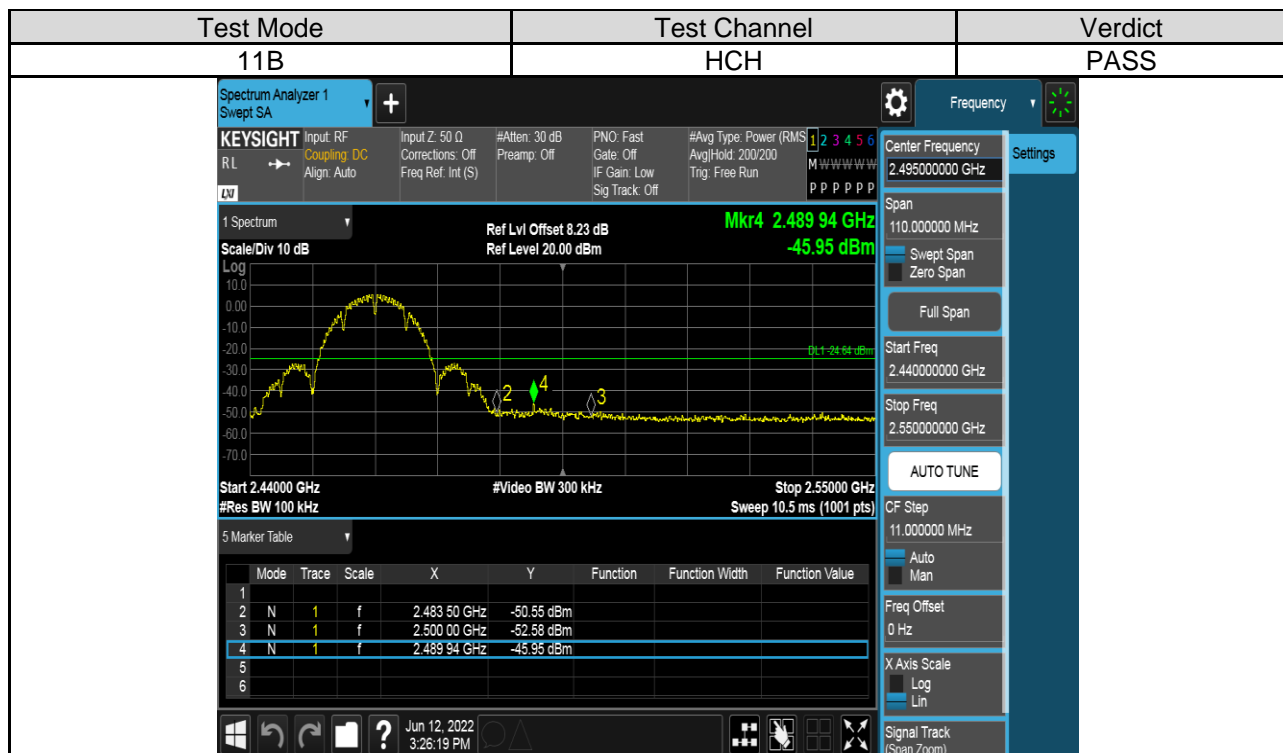 Test Mode Test Channel Verdict
11B HCH PASS
Spectrum Analyzer 1
Swept SA
+
Frequency
KEYSIGHT
RL
LXI
Input: RF
Coupling: DC
Align: Auto
Input Z: 50 Ω
Corrections: Off
Freq Ref: Int (S)
#Atten: 30 dB
Preamp: Off
PNO: Fast
Gate: Off
IF Gain: Low
Sig Track: Off
#Avg Type: Power (RMS
Avg|Hold: 200/200
Trig: Free Run
1 2 3 4 5 6
M W W W W W
P P P P P P
1 Spectrum
Scale/Div 10 dB
Ref Lvl Offset 8.23 dB
Ref Level 20.00 dBm
Mkr4 2.489 94 GHz
-45.95 dBm
Log
10.0
0.00
-10.0
-20.0
-30.0
-40.0
-50.0
-60.0
-70.0
DL1 -24.64 dBm
2
4
3
Start 2.44000 GHz
#Res BW 100 kHz
#Video BW 300 kHz
Stop 2.55000 GHz
Sweep 10.5 ms (1001 pts)
5 Marker Table
Mode Trace Scale X Y Function Function Width Function Value
1
2 N 1 f 2.483 50 GHz -50.55 dBm
3 N 1 f 2.500 00 GHz -52.58 dBm
4 N 1 f 2.489 94 GHz -45.95 dBm
5
6
?
Jun 12, 2022
3:26:19 PM
Center Frequency
2.495000000 GHz
Span
110.000000 MHz
Swept Span
Zero Span
Full Span
Start Freq
2.440000000 GHz
Stop Freq
2.550000000 GHz
AUTO TUNE
CF Step
11.000000 MHz
Auto
Man
Freq Offset
0 Hz
X Axis Scale
Log
Lin
Signal Track
(Span Zoom)
Settings